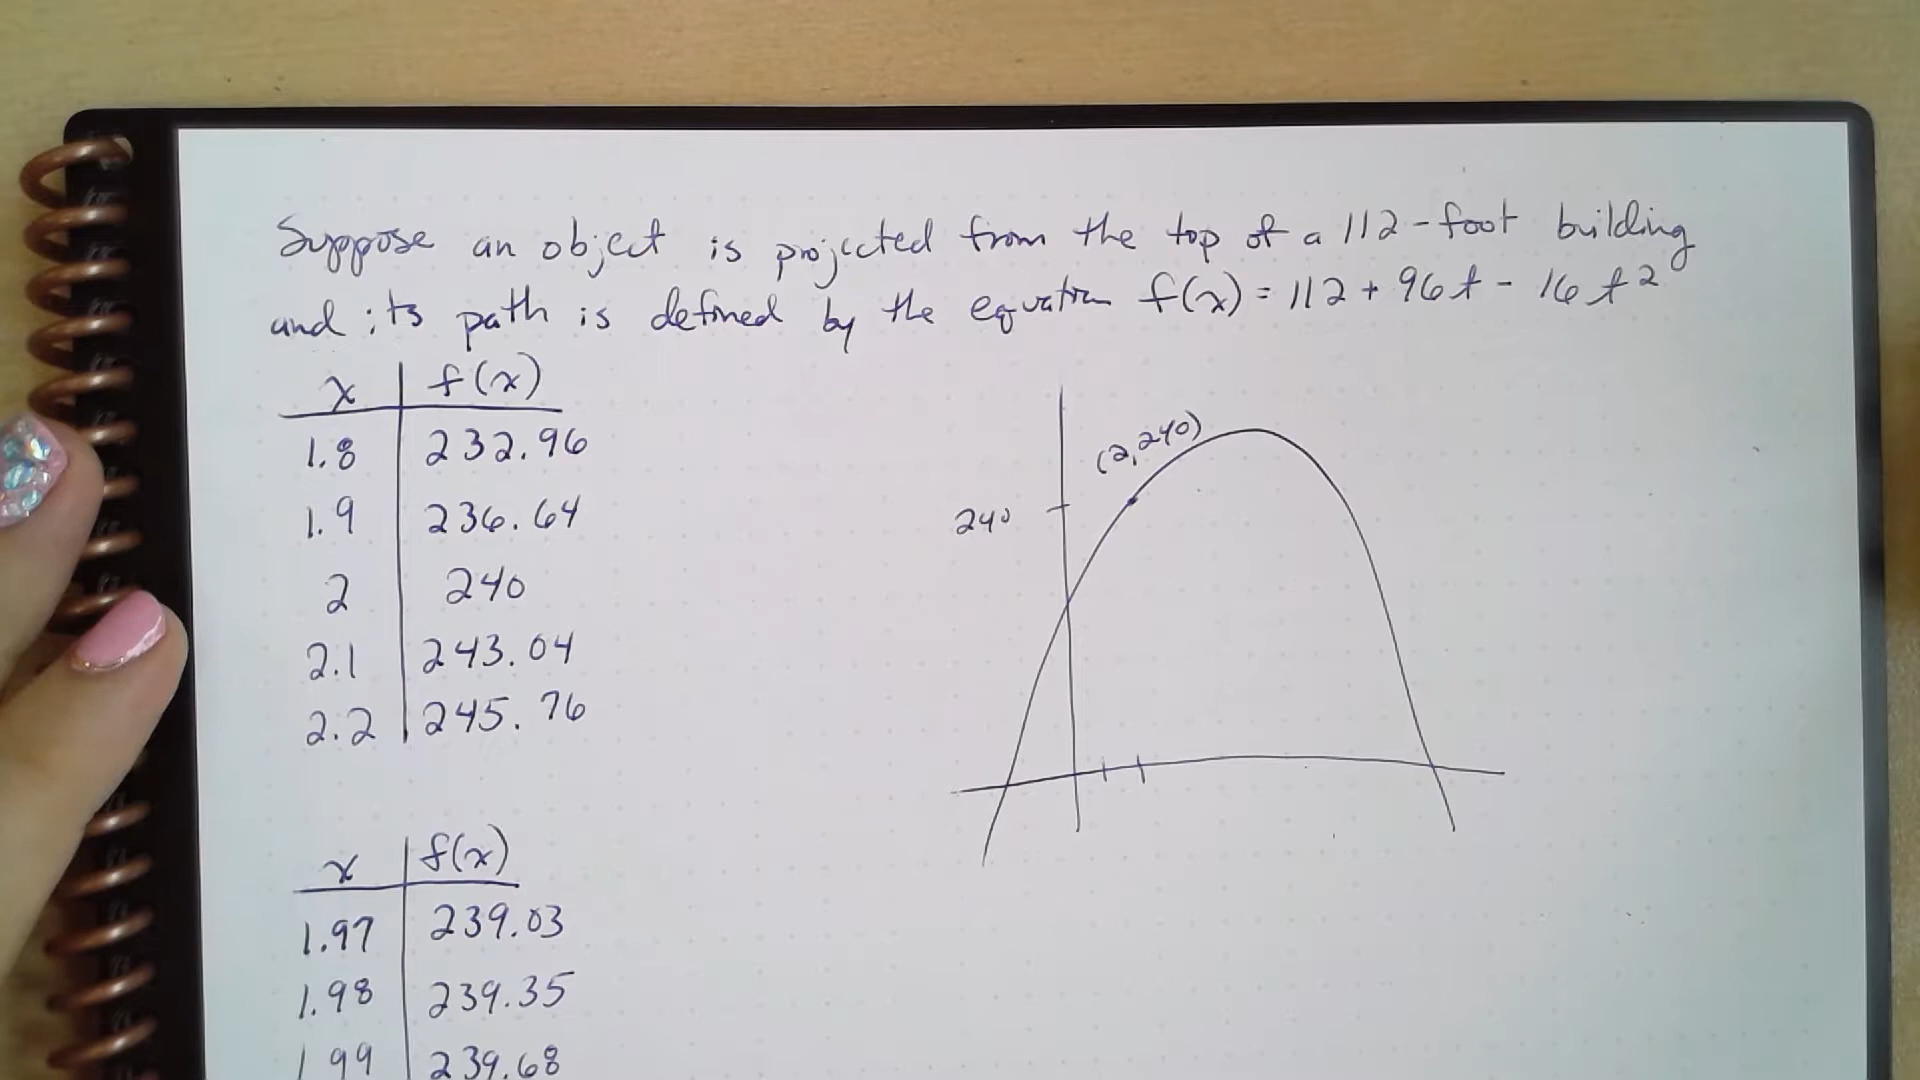 Suppose an object is projected from the top of a 112-foot building
and its path is defined by the equation f(x) = 112 + 96t - 16t²
x | f(x)
1.8 | 232.96
1.9 | 236.64
2 | 240
2.1 | 243.04
2.2 | 245.76
(2,240)
240
x | f(x)
1.97 | 239.03
1.98 | 239.35
1.99 | 239.68